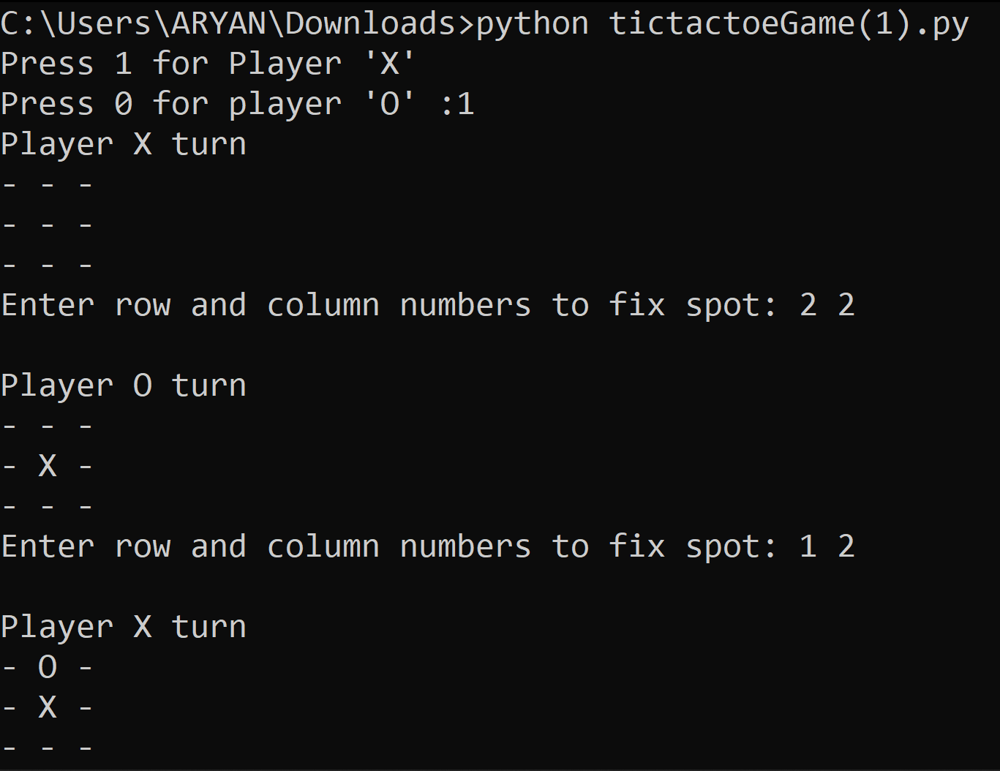 C:\Users\ARYAN\Downloads>python tictactoeGame(1).py
Press 1 for Player 'X'
Press 0 for player 'O' :1
Player X turn
- - -
- - -
- - -
Enter row and column numbers to fix spot: 2 2
Player O turn
- - -
- X -
- - -
Enter row and column numbers to fix spot: 1 2
Player X turn
- O -
- X -
- - -